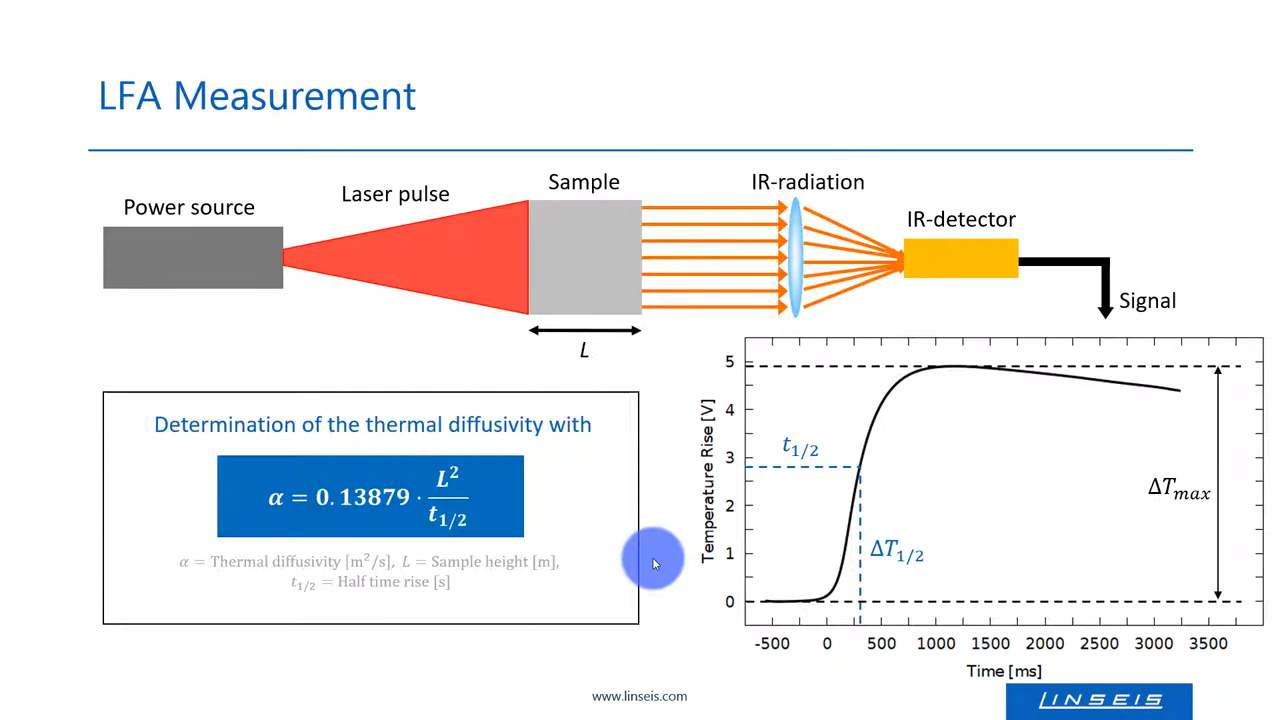 LFA Measurement
Power source
Laser pulse
Sample
IR-radiation
IR-detector
Signal
L
Determination of the thermal diffusivity with
α = 0.13879 · L² / t₁/₂
α = Thermal diffusivity [m²/s], L = Sample height [m],
t₁/₂ = Half time rise [s]
Temperature Rise [V]
5
4
3
2
1
0
t₁/₂
ΔT₁/₂
ΔTmax
-500 0 500 1000 1500 2000 2500 3000 3500
Time [ms]
www.linseis.com
LINSEIS